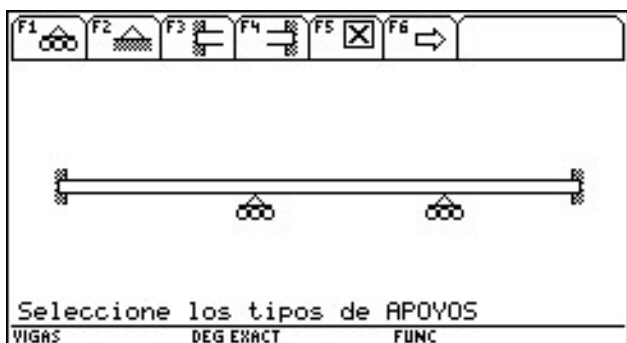 F1 F2 F3 F4 F5 F6
Seleccione los tipos de APOYOS
VIGAS DEG EXACT FUNC